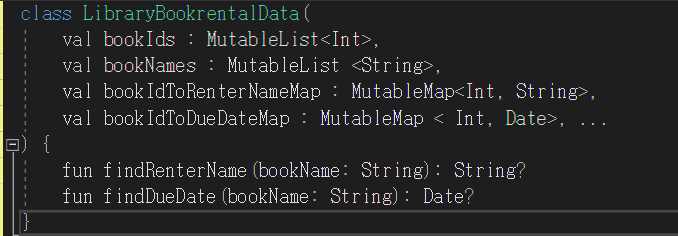 class LibraryBookrentalData(
    val bookIds : MutableList<Int>,
    val bookNames : MutableList <String>,
    val bookIdToRenterNameMap : MutableMap<Int, String>,
    val bookIdToDueDateMap : MutableMap < Int, Date>, ...
) {
    fun findRenterName(bookName: String): String?
    fun findDueDate(bookName: String): Date?
}